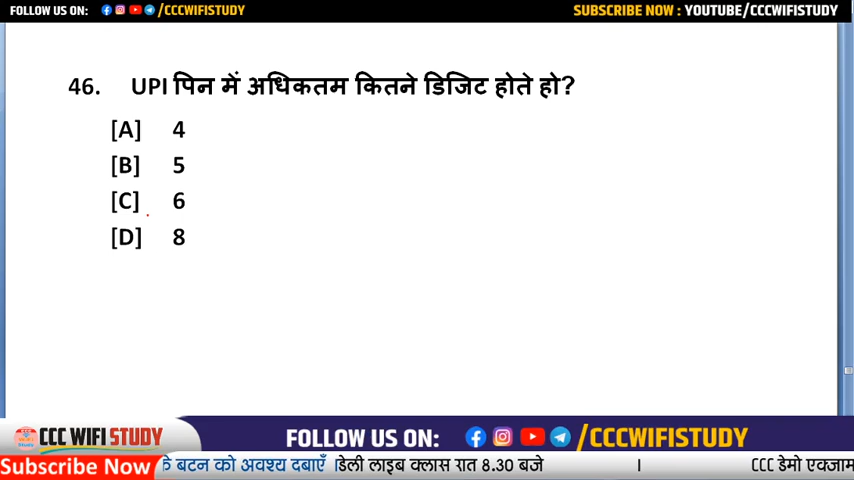 FOLLOW US ON: /CCCWIFISTUDY SUBSCRIBE NOW : YOUTUBE/CCCWIFISTUDY
46. UPI पिन में अधिकतम कितने डिजिट होते हो?
[A] 4
[B] 5
[C] 6
[D] 8
CCC WIFI STUDY FOLLOW US ON: /CCCWIFISTUDY
Subscribe Now के बटन को अवश्य दबाएँ । डेली लाइब क्लास रात 8.30 बजे । CCC डेमो एक्जाम